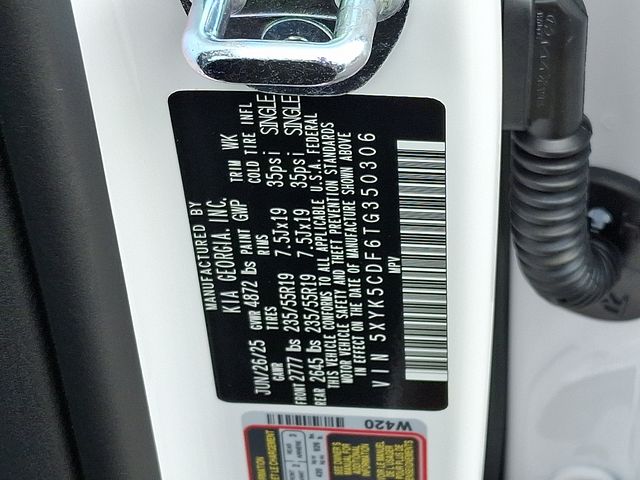 MANUFACTURED BY
KIA GEORGIA, INC.
JUN/26/25 GVWR 4872 lbs PAINT GWP TRIM WK
GAWR TIRES RIMS COLD TIRE INFL
FRONT 2777 lbs 235/55R19 7.5Jx19 35psi SINGLE
REAR 2645 lbs 235/55R19 7.5Jx19 35psi SINGLE
THIS VEHICLE CONFORMS TO ALL APPLICABLE U.S.A. FEDERAL
MOTOR VEHICLE SAFETY AND THEFT PREVENTION STANDARDS
IN EFFECT ON THE DATE OF MANUFACTURE SHOWN ABOVE
VIN 5XYK5CDF6TG350306
MPV
W420